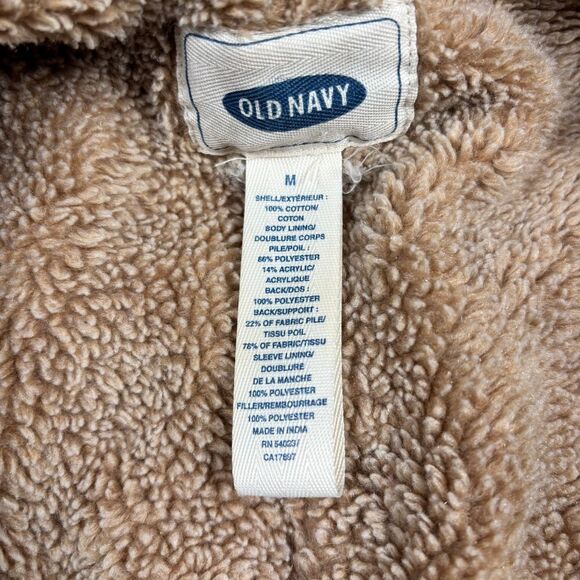 OLD NAVY
M
SHELL/EXTÉRIEUR :
100% COTTON/
COTON
BODY LINING/
DOUBLURE CORPS
PILE/POIL :
86% POLYESTER
14% ACRYLIC/
ACRYLIQUE
BACK/DOS :
100% POLYESTER
BACK/SUPPORT :
22% OF FABRIC PILE/
TISSU POIL
78% OF FABRIC/TISSU
SLEEVE LINING/
DOUBLURE
DE LA MANCHE
100% POLYESTER
FILLER/REMBOURRAGE
100% POLYESTER
MADE IN INDIA
RN 54023/
CA17897